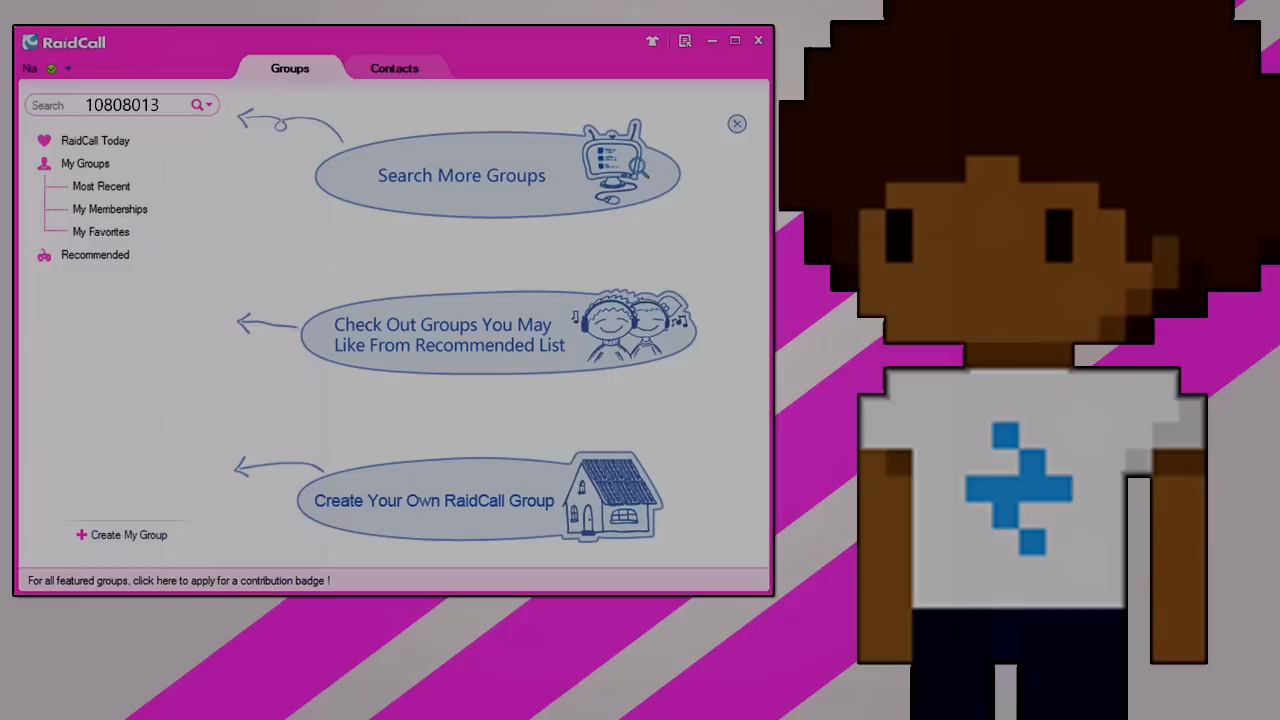 RaidCall
Nia
Groups
Contacts
Search 10808013
RaidCall Today
My Groups
Most Recent
My Memberships
My Favorites
Recommended
Search More Groups
Check Out Groups You May
Like From Recommended List
Create Your Own RaidCall Group
Create My Group
For all featured groups, click here to apply for a contribution badge !